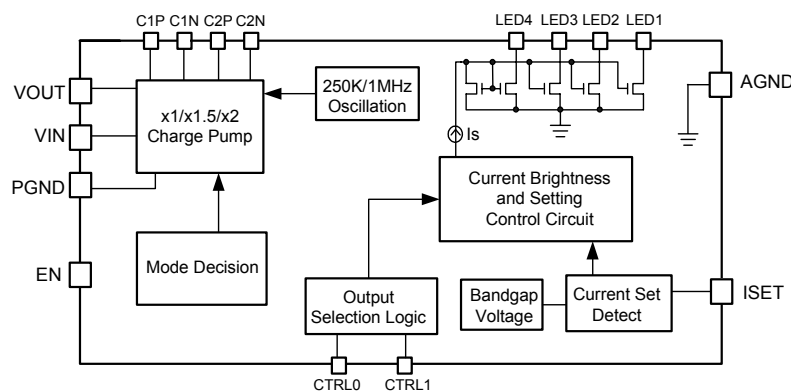 C1P C1N C2P C2N
LED4 LED3 LED2 LED1
VOUT
VIN
PGND
EN
x1/x1.5/x2
Charge Pump
250K/1MHz
Oscillation
Is
AGND
Mode Decision
Current Brightness
and Setting
Control Circuit
Output
Selection Logic
Bandgap
Voltage
Current Set
Detect
ISET
CTRL0 CTRL1